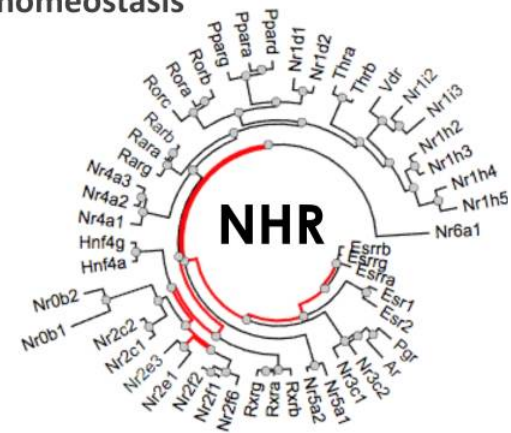 homeostasis
Pparg
Ppara
Ppard
Nr1d1
Nr1d2
Thra
Thrb
Vdr
Nr1i2
Nr1i3
Nr1h2
Nr1h3
Nr1h4
Nr1h5
Nr6a1
Esrrb
Esrrg
Esrra
Esr1
Esr2
Pgr
Ar
Nr3c2
Nr3c1
Nr5a1
Nr5a2
Rxrb
Rxra
Rxrg
Nr2f6
Nr2f1
Nr2f2
Nr2e1
Nr2e3
Nr2c1
Nr2c2
Nr0b1
Nr0b2
Hnf4a
Hnf4g
Nr4a1
Nr4a2
Nr4a3
Rarg
Rara
Rarb
Rorc
Rora
Rorb
NHR